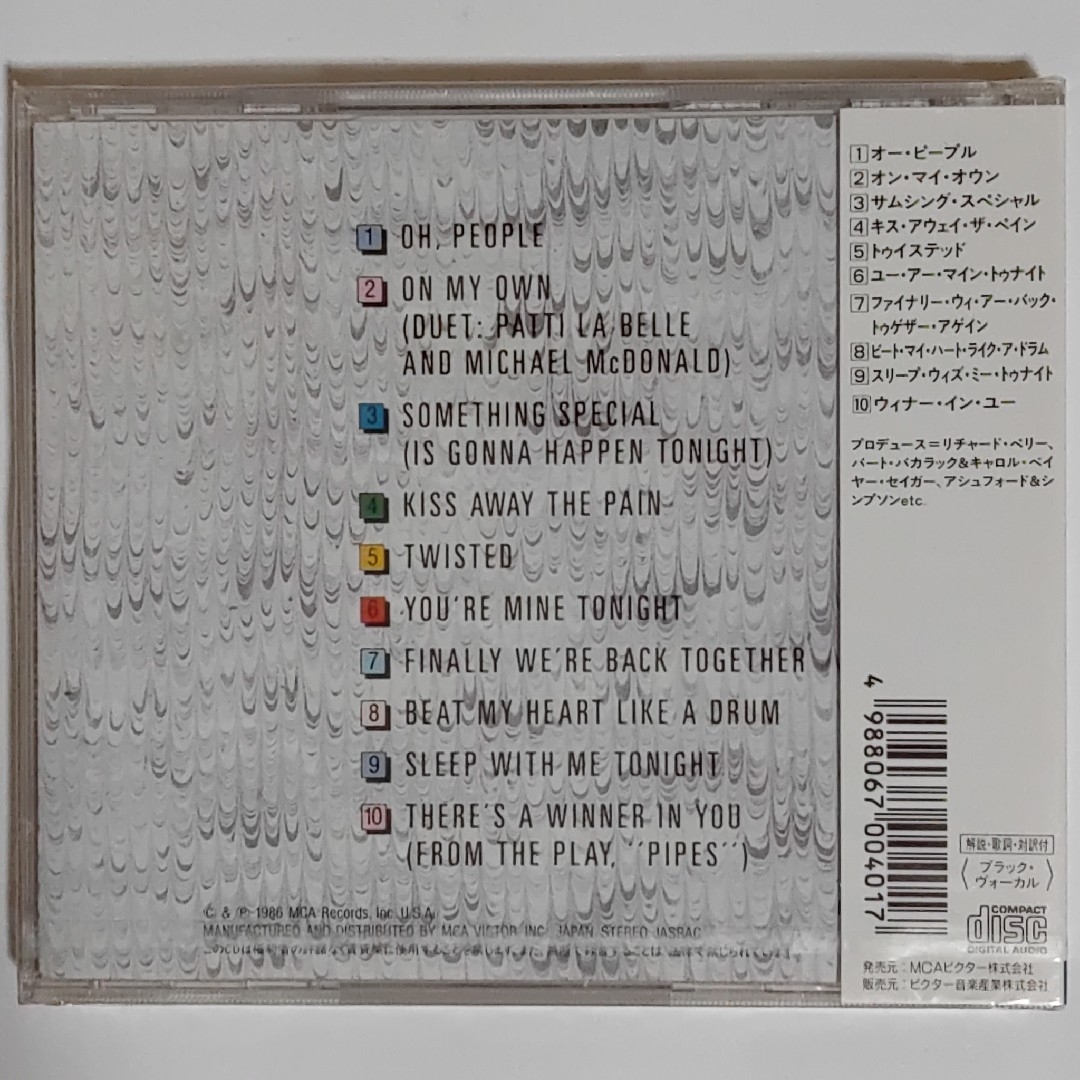 1 OH, PEOPLE
2 ON MY OWN
(DUET: PATTI LA BELLE
AND MICHAEL McDONALD)
3 SOMETHING SPECIAL
(IS GONNA HAPPEN TONIGHT)
4 KISS AWAY THE PAIN
5 TWISTED
6 YOU'RE MINE TONIGHT
7 FINALLY WE'RE BACK TOGETHER
8 BEAT MY HEART LIKE A DRUM
9 SLEEP WITH ME TONIGHT
10 THERE'S A WINNER IN YOU
(FROM THE PLAY, "PIPES")
© & ℗ 1986 MCA Records, Inc. U.S.A.
MANUFACTURED AND DISTRIBUTED BY MCA VICTOR INC. JAPAN STEREO JASRAC
1 オー・ピープル
2 オン・マイ・オウン
3 サムシング・スペシャル
4 キス・アウェイ・ザ・ペイン
5 トゥイステッド
6 ユー・アー・マイン・トゥナイト
7 ファイナリー・ウィ・アー・バック・
トゥゲザー・アゲイン
8 ビート・マイ・ハート・ライク・ア・ドラム
9 スリープ・ウィズ・ミー・トゥナイト
10 ウィナー・イン・ユー
プロデュース＝リチャード・ペリー、
バート・バカラック&キャロル・ベイ
ヤー・セイガー、アシュフォード&シ
ンプソンetc.
4 988067 004017
解説・歌詞・対訳付
〈ブラック・
ヴォーカル〉
COMPACT
disc
DIGITAL AUDIO
発売元：MCAビクター株式会社
販売元：ビクター音楽産業株式会社